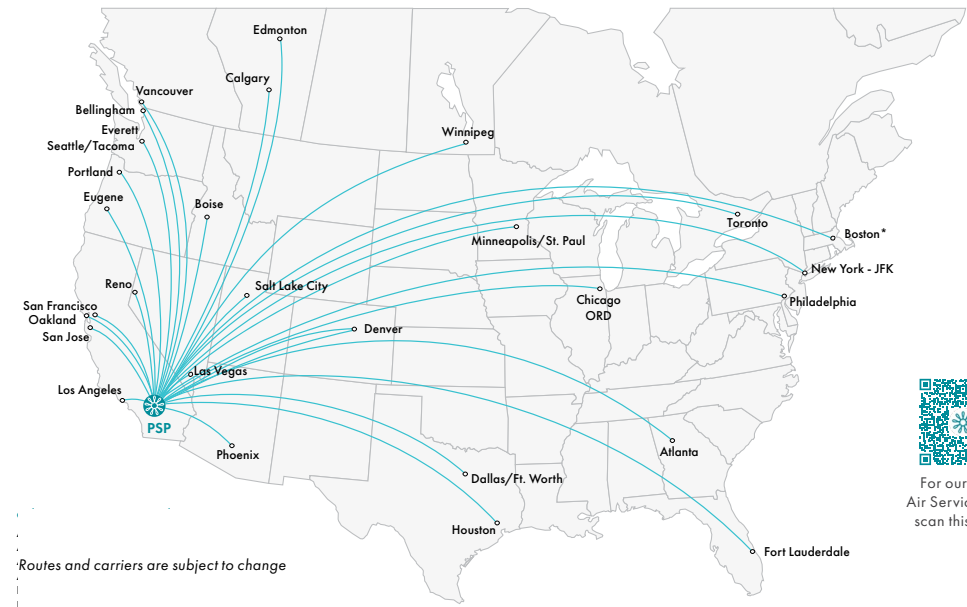 Edmonton
Calgary
Vancouver
Bellingham
Everett
Seattle/Tacoma
Winnipeg
Portland
Eugene
Boise
Toronto
Boston*
Minneapolis/St. Paul
New York - JFK
Reno
Salt Lake City
Chicago
ORD
Philadelphia
San Francisco
Oakland
San Jose
Denver
Las Vegas
Los Angeles
PSP
Phoenix
Atlanta
Dallas/Ft. Worth
Houston
Fort Lauderdale
For our
Air Servic
scan this
Routes and carriers are subject to change